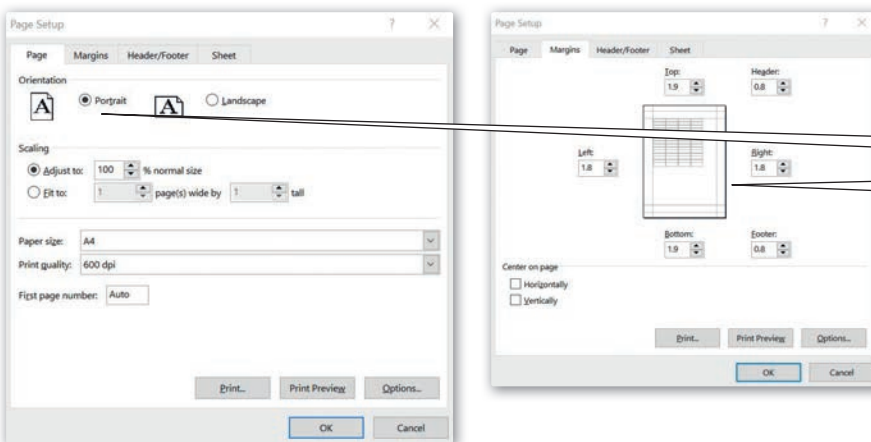 Page Setup ? ×
Page Margins Header/Footer Sheet
Orientation
A Portrait A Landscape
Scaling
Adjust to: 100 % normal size
Fit to: 1 page(s) wide by 1 tall
Paper size: A4
Print quality: 600 dpi
First page number: Auto
Print... Print Preview Options...
OK Cancel
Page Setup ? ×
Page Margins Header/Footer Sheet
Top: Header:
1.9 0.8
Left: Right:
1.8 1.8
Bottom: Footer:
1.9 0.8
Center on page
Horizontally
Vertically
Print... Print Preview Options...
OK Cancel